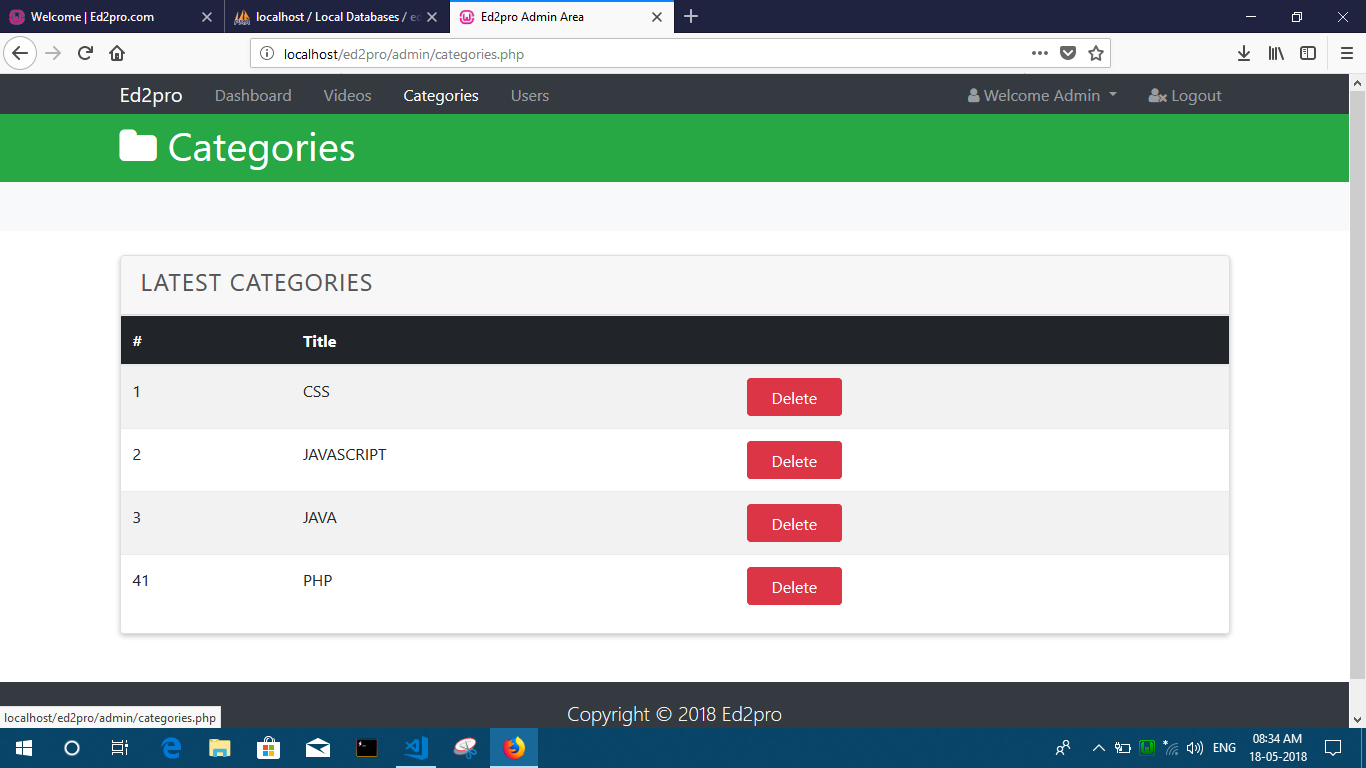 Welcome | Ed2pro.com
localhost / Local Databases / ed
Ed2pro Admin Area
localhost/ed2pro/admin/categories.php
Ed2pro Dashboard Videos Categories Users Welcome Admin Logout
Categories
LATEST CATEGORIES
# Title
1 CSS Delete
2 JAVASCRIPT Delete
3 JAVA Delete
41 PHP Delete
Copyright © 2018 Ed2pro
localhost/ed2pro/admin/categories.php
ENG
08:34 AM
18-05-2018